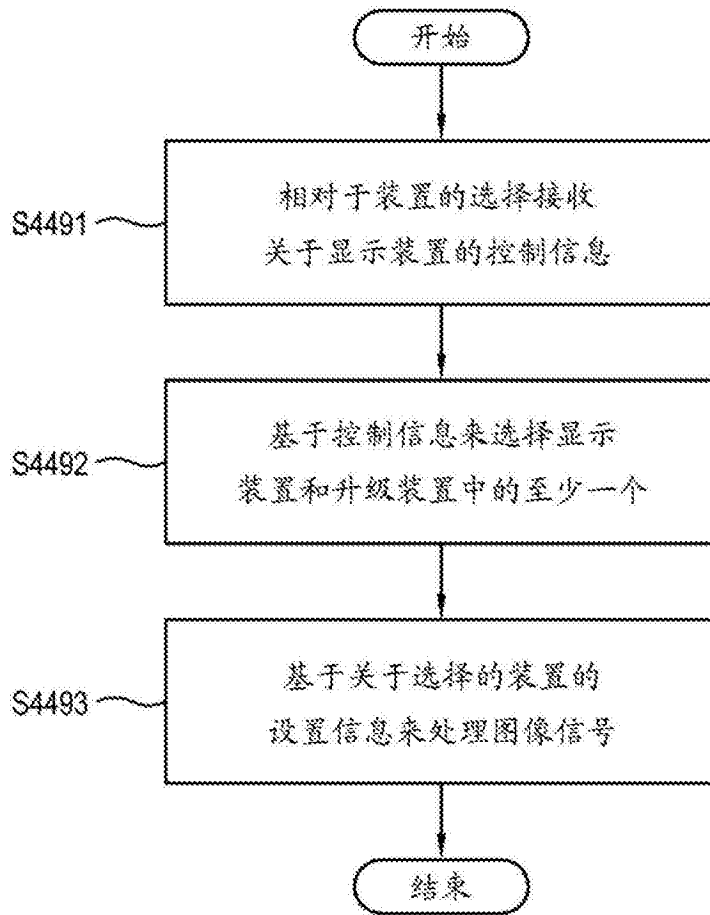 开始
S4491
相对于装置的选择接收
关于显示装置的控制信息
S4492
基于控制信息来选择显示
装置和升级装置中的至少一个
S4493
基于关于选择的装置的
设置信息来处理图像信号
结束